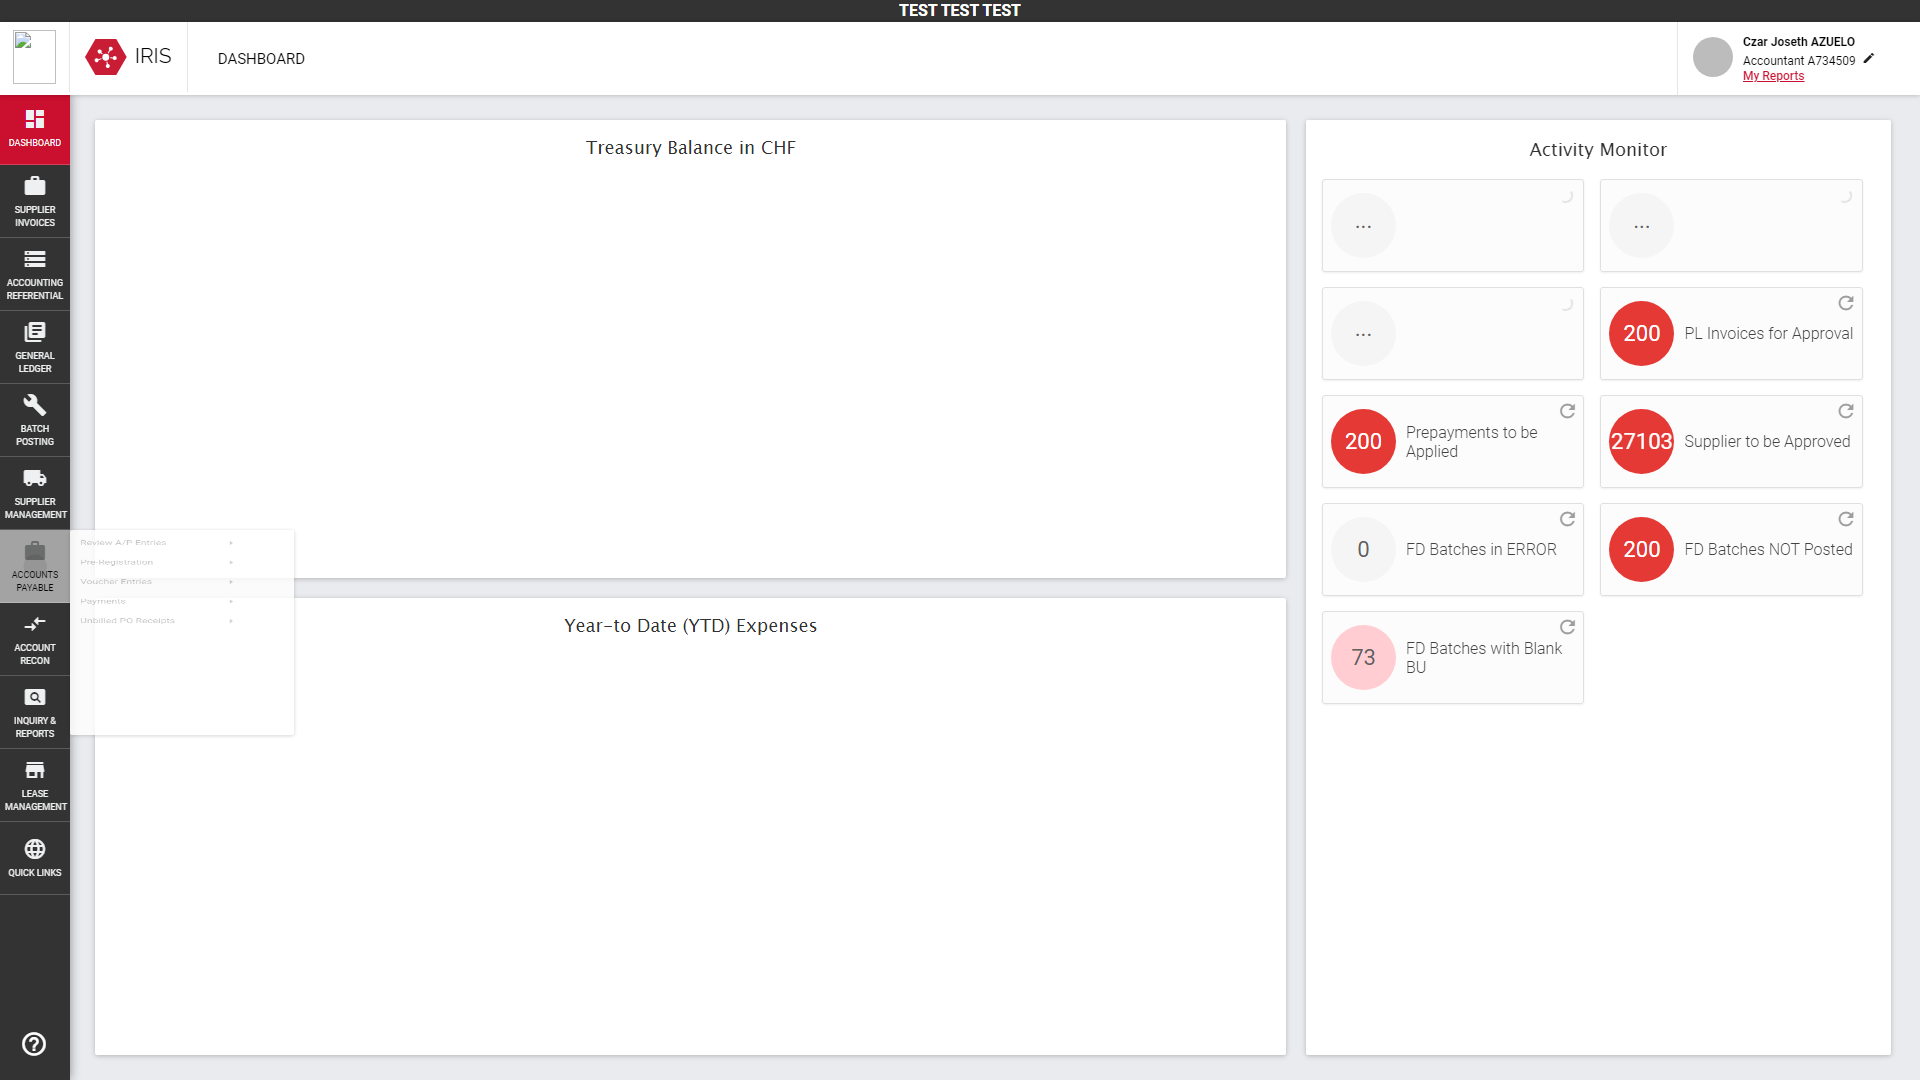 TEST TEST TEST
IRIS
DASHBOARD
Czar Joseth AZUELO
Accountant A734509
My Reports
DASHBOARD
SUPPLIER
INVOICES
ACCOUNTING
REFERENTIAL
GENERAL
LEDGER
BATCH
POSTING
SUPPLIER
MANAGEMENT
ACCOUNTS
PAYABLE
ACCOUNT
RECON
INQUIRY &
REPORTS
LEASE
MANAGEMENT
QUICK LINKS
Review A/P Entries
Pre-Registration
Voucher Entries
Payments
Unbilled PO Receipts
Treasury Balance in CHF
Year-to Date (YTD) Expenses
Activity Monitor
...
...
...
200 PL Invoices for Approval
200 Prepayments to be
Applied
27103 Supplier to be Approved
0 FD Batches in ERROR
200 FD Batches NOT Posted
73 FD Batches with Blank
BU